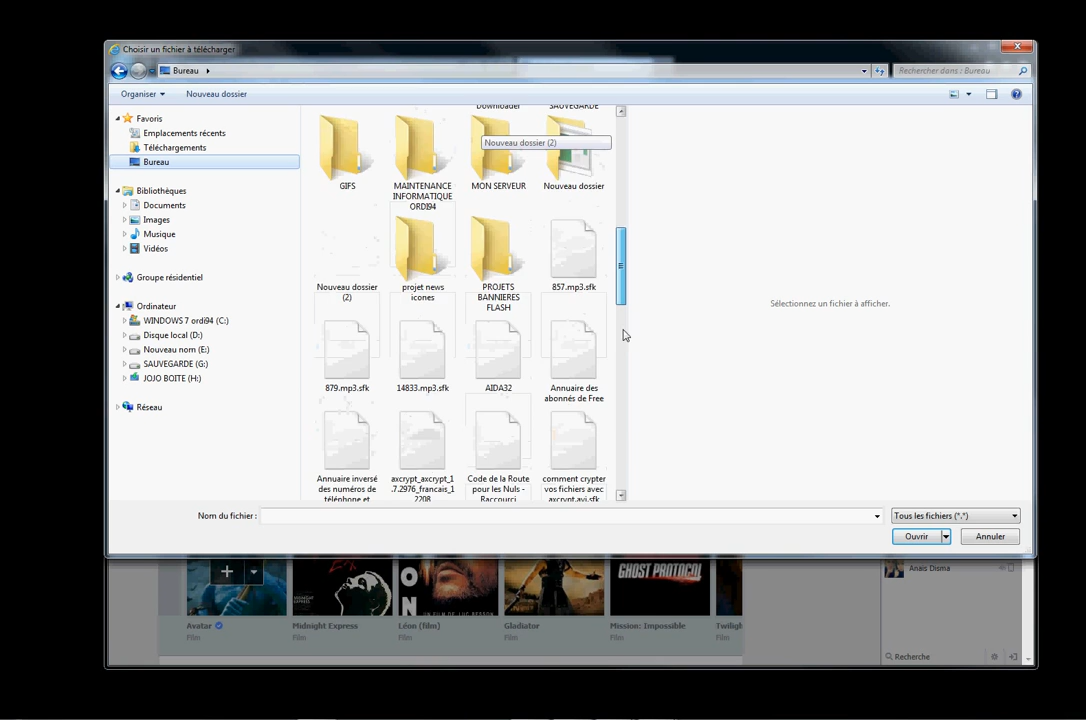 Choisir un fichier à télécharger
Bureau
Rechercher dans : Bureau
Organiser
Nouveau dossier
Favoris
Emplacements récents
Téléchargements
Bureau
Bibliothèques
Documents
Images
Musique
Vidéos
Groupe résidentiel
Ordinateur
WINDOWS 7 ordi94 (C:)
Disque local (D:)
Nouveau nom (E:)
SAUVEGARDE (G:)
JOJO BOITE (H:)
Réseau
Downloader
SAUVEGARDE
Nouveau dossier (2)
GIFS
MAINTENANCE
INFORMATIQUE
ORDI94
MON SERVEUR
Nouveau dossier
Nouveau dossier
(2)
projet news
icones
PROJETS
BANNIERES
FLASH
857.mp3.sfk
879.mp3.sfk
14833.mp3.sfk
AIDA32
Annuaire des
abonnés de Free
Annuaire inversé
des numéros de
téléphone et
axcrypt_axcrypt_1
.7.2976_francais_1
2208
Code de la Route
pour les Nuls -
Raccourci
comment crypter
vos fichiers avec
axcrypt.avi.sfk
Sélectionnez un fichier à afficher.
Nom du fichier :
Tous les fichiers (*.*)
Ouvrir
Annuler
Anaïs Disma
GHOST PROTOCOL
Avatar
Film
Midnight Express
Film
Léon (film)
Film
Gladiator
Film
Mission: Impossible
Film
Twilig
Film
Recherche